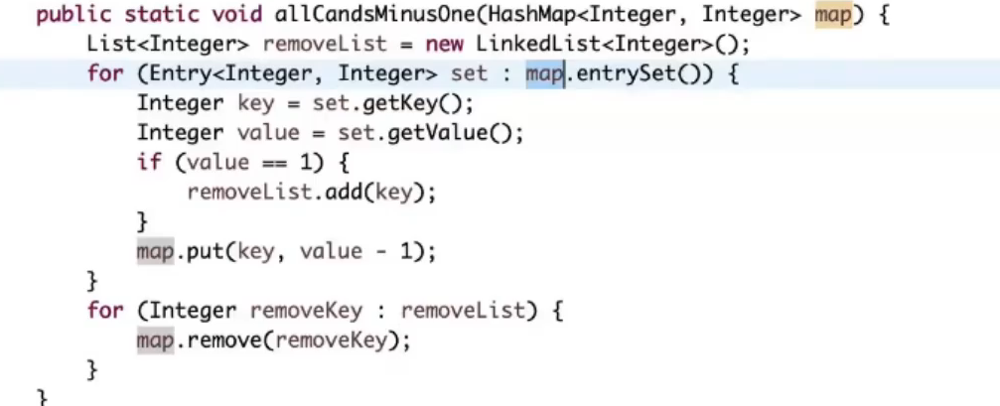 public static void allCandsMinusOne(HashMap<Integer, Integer> map) {
    List<Integer> removeList = new LinkedList<Integer>();
    for (Entry<Integer, Integer> set : map.entrySet()) {
        Integer key = set.getKey();
        Integer value = set.getValue();
        if (value == 1) {
            removeList.add(key);
        }
        map.put(key, value - 1);
    }
    for (Integer removeKey : removeList) {
        map.remove(removeKey);
    }
}